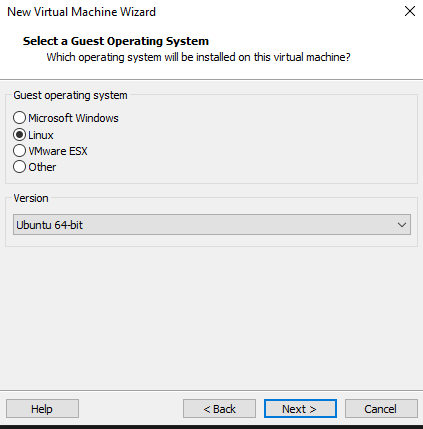 New Virtual Machine Wizard
Select a Guest Operating System
Which operating system will be installed on this virtual machine?
Guest operating system
Microsoft Windows
Linux
VMware ESX
Other
Version
Ubuntu 64-bit
Help
< Back
Next >
Cancel